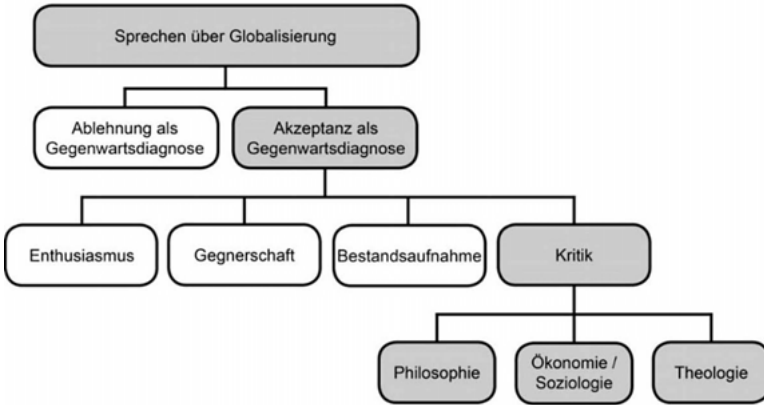 Sprechen über Globalisierung
Ablehnung als
Gegenwartsdiagnose
Akzeptanz als
Gegenwartsdiagnose
Enthusiasmus
Gegnerschaft
Bestandsaufnahme
Kritik
Philosophie
Ökonomie /
Soziologie
Theologie